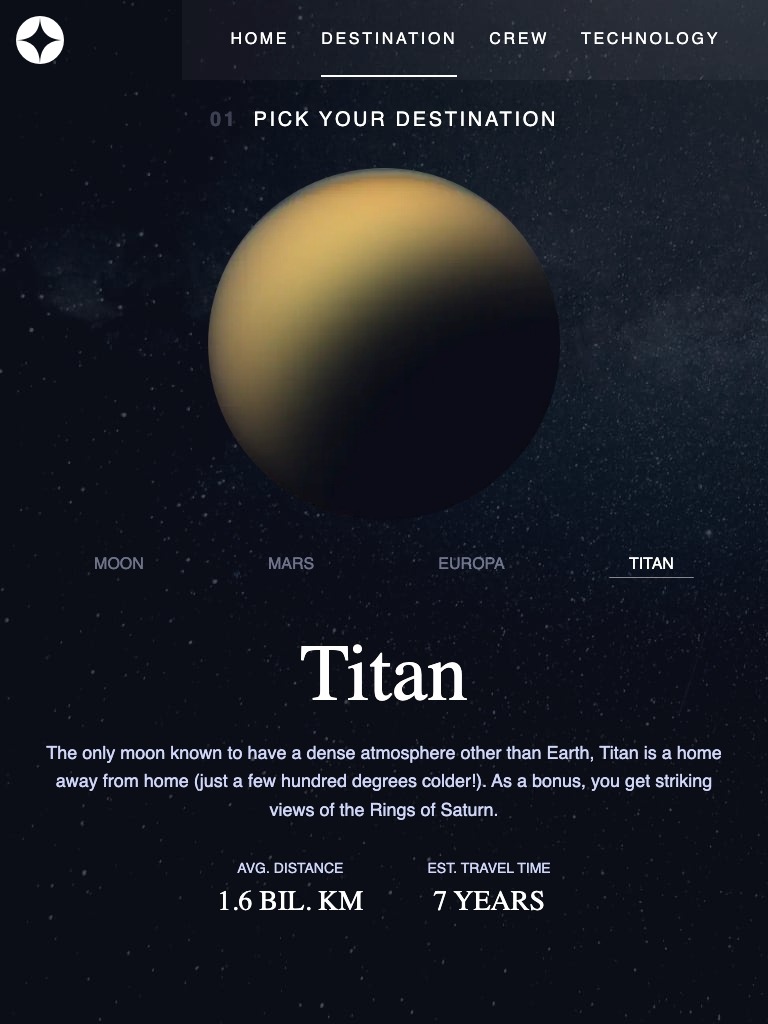 HOME DESTINATION CREW TECHNOLOGY
01 PICK YOUR DESTINATION
MOON MARS EUROPA TITAN
Titan
The only moon known to have a dense atmosphere other than Earth, Titan is a home
away from home (just a few hundred degrees colder!). As a bonus, you get striking
views of the Rings of Saturn.
AVG. DISTANCE EST. TRAVEL TIME
1.6 BIL. KM 7 YEARS